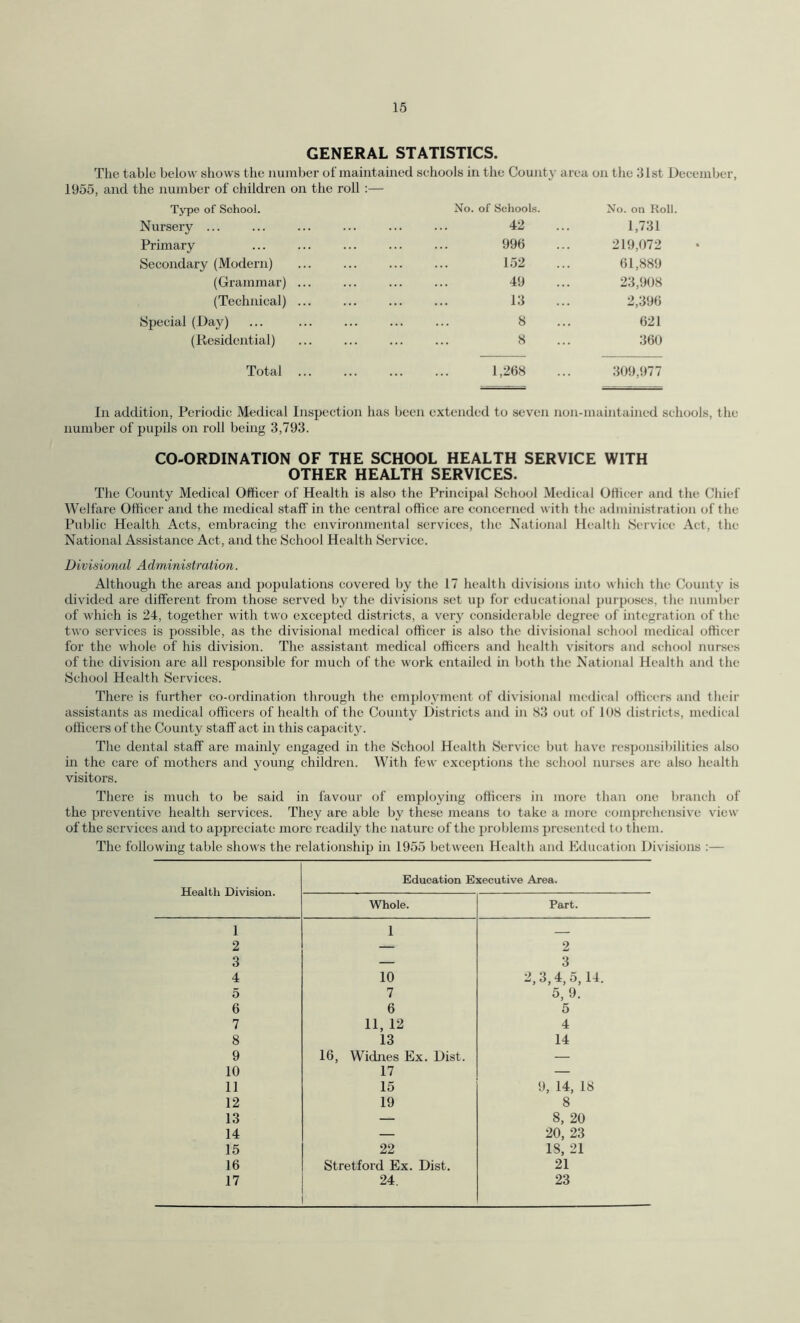 15
GENERAL STATISTICS.
The table below shows the number of maintained schools in the County area on the 31st December,
1955, and the number of children on the roll :—
Type of School. No. of Schools. No. on Roll.
Nursery ... ... ... ... ... ... 42 ... 1,731
Primary ... ... ... ... ... 996 ... 219,072
Secondary (Modern) ... ... ... ... 152 ... 61,889
(Grammar) ... ... ... ... 49 ... 23,908
(Technical) ... ... ... ... 13 ... 2,396
Special (Day) ... ... ... ... ... 8 ... 621
(Residential) ... ... ... ... 8 ... 360
Total ... ... ... ... 1,268 ... 309,977
In addition, Periodic Medical Inspection has been extended to seven non-maintained schools, the
number of pupils on roll being 3,793.
CO-ORDINATION OF THE SCHOOL HEALTH SERVICE WITH
OTHER HEALTH SERVICES.
The County Medical Officer of Health is also the Principal School Medical Officer and the Chief
Welfare Officer and the medical staff in the central office are concerned with the administration of the
Public Health Acts, embracing the environmental services, the National Health Service Act, the
National Assistance Act, and the School Health Service.
Divisional Administration.
Although the areas and populations covered by the 17 health divisions into which the County is
divided are different from those served by the divisions set up for educational purposes, the number
of which is 24, together with two excepted districts, a very considerable degree of integration of the
two services is possible, as the divisional medical officer is also the divisional school medical officer
for the whole of his division. The assistant medical officers and health visitors and school nurses
of the division are all responsible for much of the work entailed in both the National Health and the
School Health Services.
There is further co-ordination through the employment of divisional medical officers and their
assistants as medical officers of health of the County Districts and in 83 out of 108 districts, medical
officers of the County staff act in this capacity.
The dental staff are mainly engaged in the School Health Service but have responsibilities also
in the care of mothers and young children. With few exceptions the school nurses are also health
visitors.
There is much to be said in favour of employing officers in more than one branch of
the preventive health services. They are able by these means to take a more comprehensive view
of the services and to appreciate more readily the nature of the problems presented to them.
The following table shows the relationship in 1955 between Health and Education Divisions :—
Health Division. Education Executive Area.
Whole. Part.
1 1 —
2 — 2
3 — 3
4 10 2, 3, 4, 5, 14.
5 7 5, 9.
6 6 5
7 11, 12 4
8 13 14
9 16, Widnes Ex. Dist. —
10 17 —
11 15 9, 14, 18
12 19 8
13 — 8, 20
14 — 20, 23
15 22 18, 21
16 Stretford Ex. Dist. 21
17 24. 23